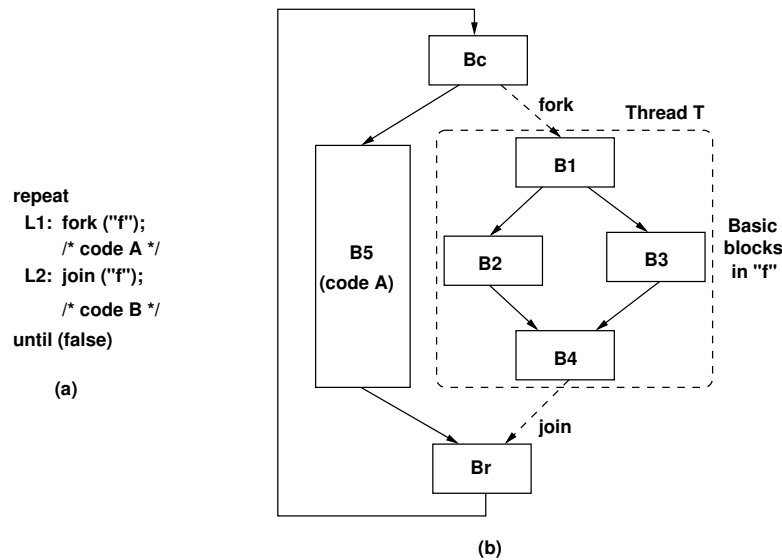 repeat
L1: fork ("f");
/* code A */
L2: join ("f");
/* code B */
until (false)
(a)
Bc
fork
Thread T
B1
B2
B3
B4
Basic
blocks
in "f"
B5
(code A)
join
Br
(b)